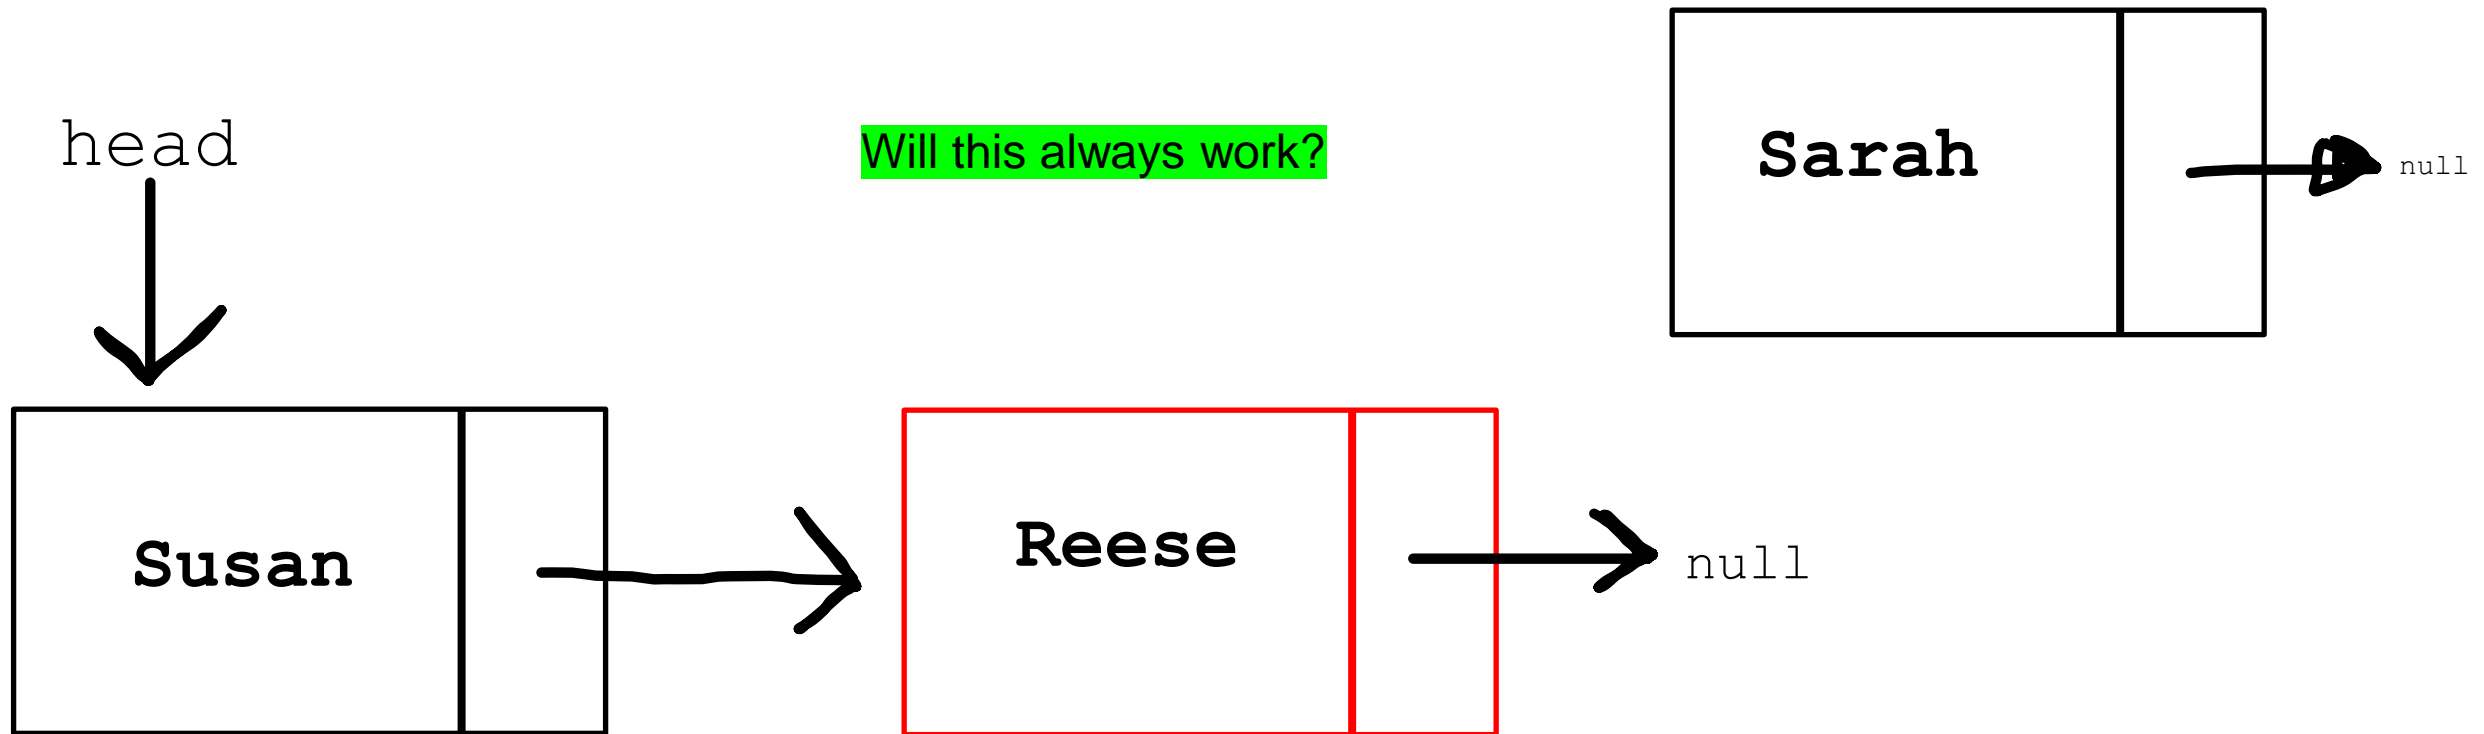 head
Will this always work?
Sarah
null
Susan
Reese
null